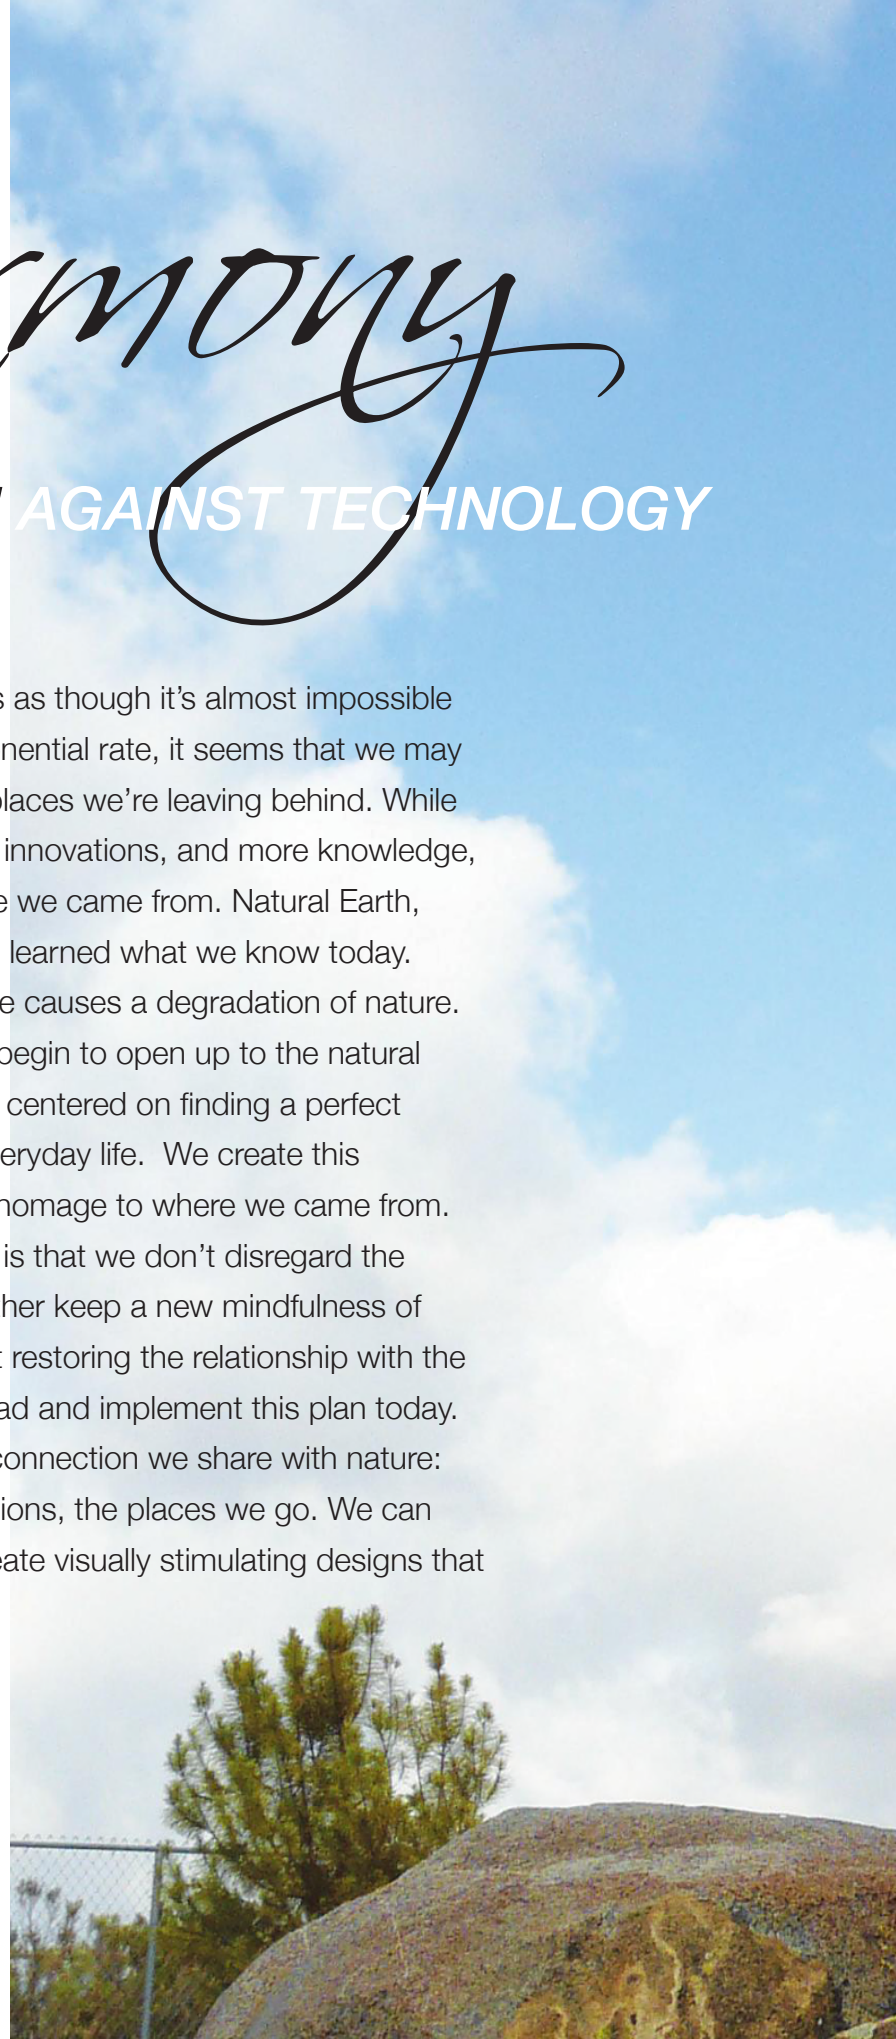 rmony
AGAINST TECHNOLOGY
s as though it’s almost impossible
nential rate, it seems that we may
places we’re leaving behind. While
innovations, and more knowledge,
e we came from. Natural Earth,
learned what we know today.
e causes a degradation of nature.
begin to open up to the natural
centered on finding a perfect
eryday life.  We create this
homage to where we came from.
is that we don’t disregard the
her keep a new mindfulness of
t restoring the relationship with the
ad and implement this plan today.
connection we share with nature:
ions, the places we go. We can
eate visually stimulating designs that